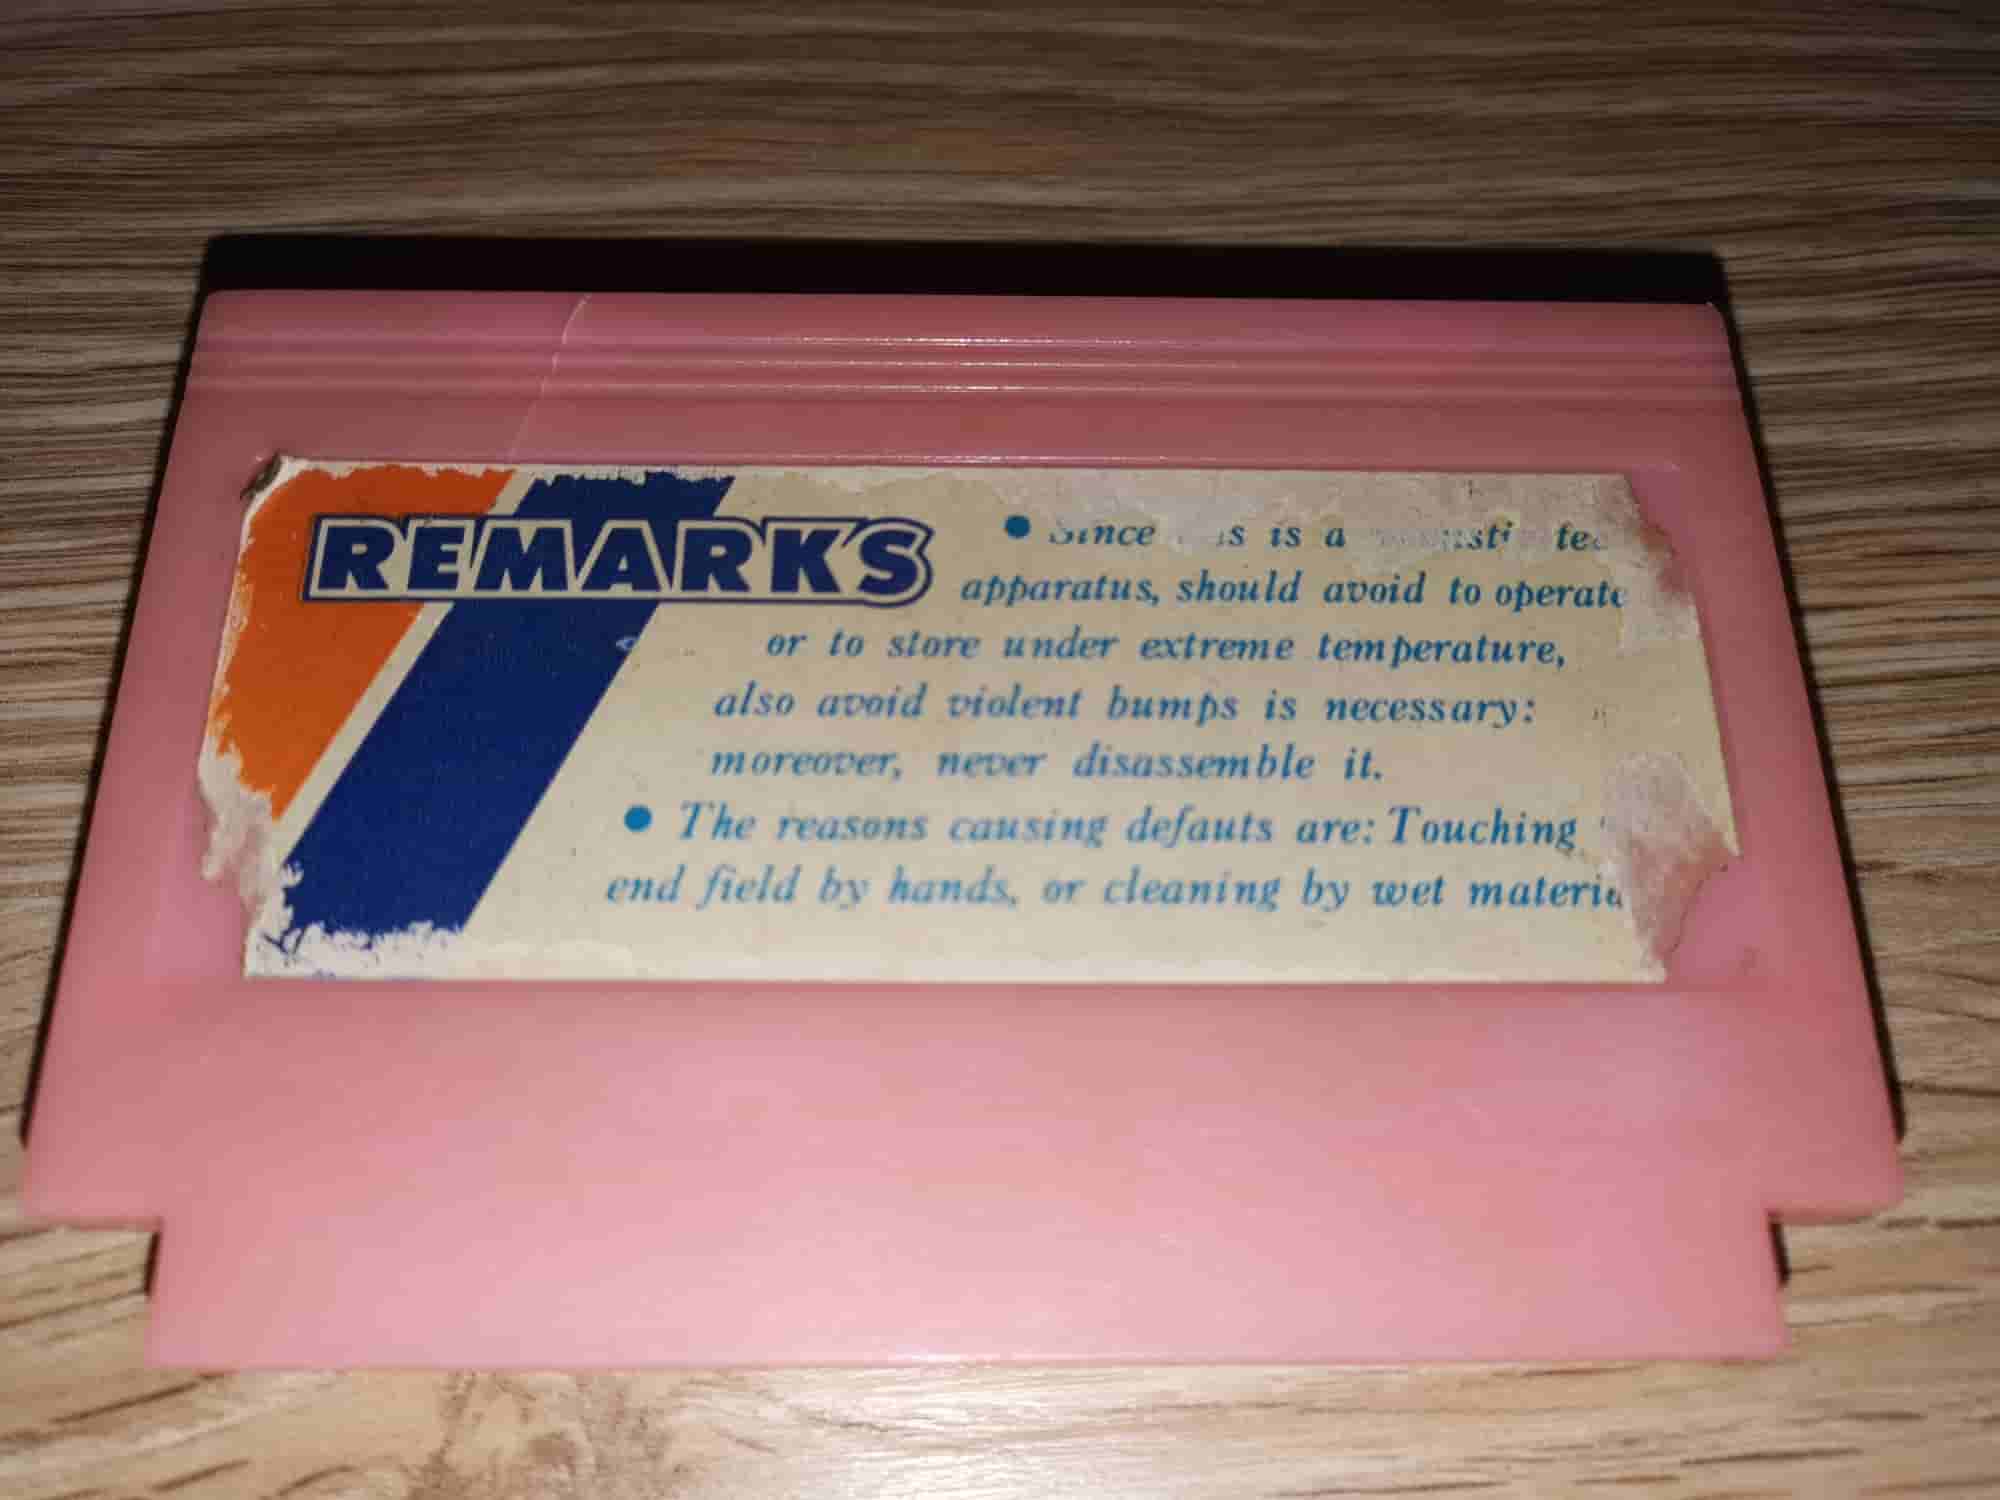 REMARKS
● Since is is a
apparatus, should avoid to operate
or to store under extreme temperature,
also avoid violent bumps is necessary:
moreover, never disassemble it.
● The reasons causing defauts are: Touching
end field by hands, or cleaning by wet